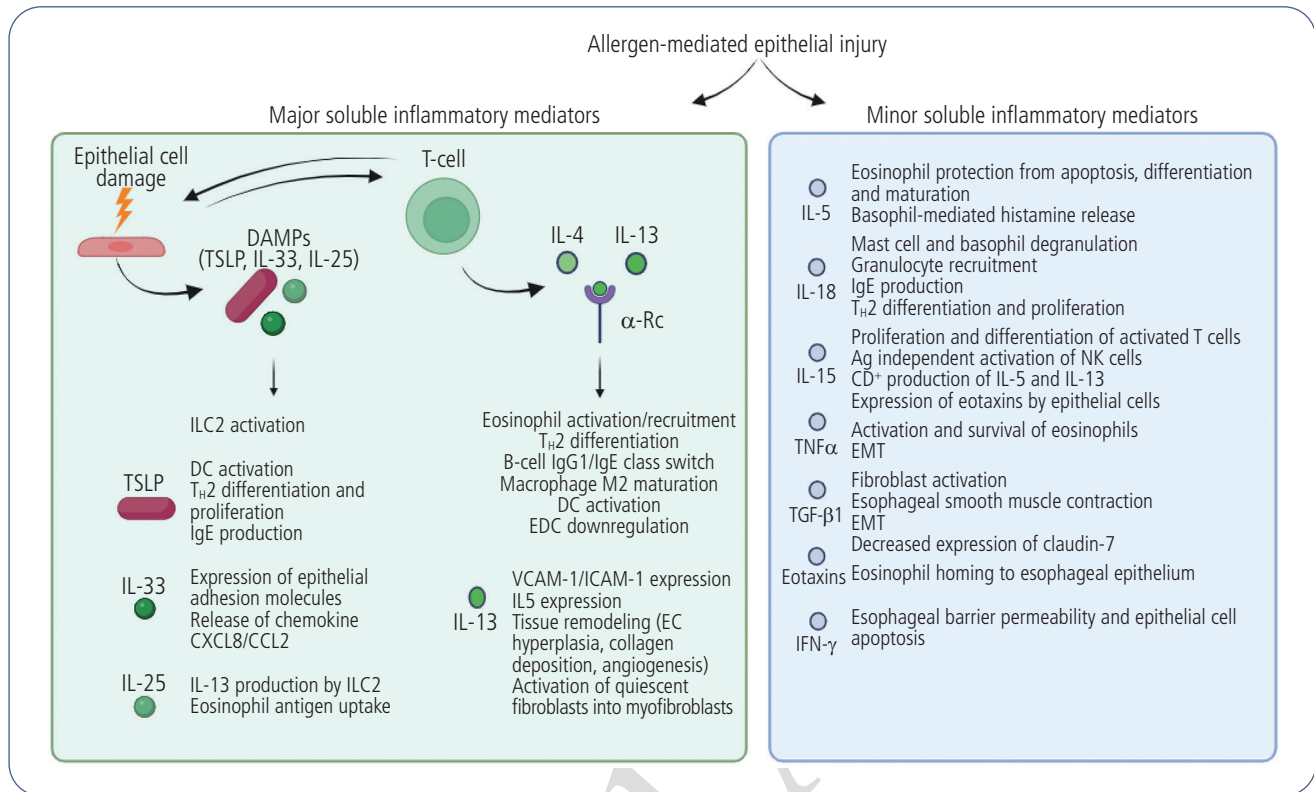 Allergen-mediated epithelial injury
Major soluble inflammatory mediators
Epithelial cell
damage
T-cell
DAMPs
(TSLP, IL-33, IL-25)
IL-4
IL-13
α-Rc
ILC2 activation
TSLP
DC activation
TH2 differentiation and
proliferation
IgE production
IL-33
Expression of epithelial
adhesion molecules
Release of chemokine
CXCL8/CCL2
IL-25
IL-13 production by ILC2
Eosinophil antigen uptake
Eosinophil activation/recruitment
TH2 differentiation
B-cell IgG1/IgE class switch
Macrophage M2 maturation
DC activation
EDC downregulation
IL-13
VCAM-1/ICAM-1 expression
IL5 expression
Tissue remodeling (EC
hyperplasia, collagen
deposition, angiogenesis)
Activation of quiescent
fibroblasts into myofibroblasts
Minor soluble inflammatory mediators
IL-5
Eosinophil protection from apoptosis, differentiation
and maturation
Basophil-mediated histamine release
IL-18
Mast cell and basophil degranulation
Granulocyte recruitment
IgE production
TH2 differentiation and proliferation
IL-15
Proliferation and differentiation of activated T cells
Ag independent activation of NK cells
CD⁺ production of IL-5 and IL-13
TNFα
Expression of eotaxins by epithelial cells
Activation and survival of eosinophils
EMT
TGF-β1
Fibroblast activation
Esophageal smooth muscle contraction
EMT
Decreased expression of claudin-7
Eotaxins
Eosinophil homing to esophageal epithelium
IFN-γ
Esophageal barrier permeability and epithelial cell
apoptosis